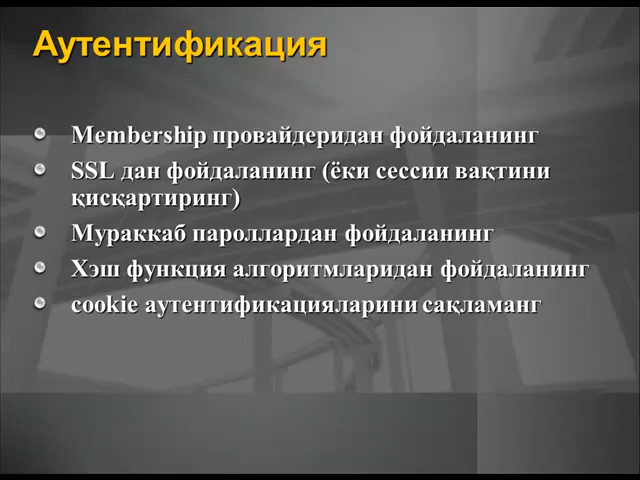 Аутентификация
Membership провайдеридан фойдаланинг
SSL дан фойдаланинг (ёки сессии вақтини
қисқартиринг)
Мураккаб пароллардан фойдаланинг
Хэш функция алгоритмларидан фойдаланинг
cookie аутентификацияларини сақламанг